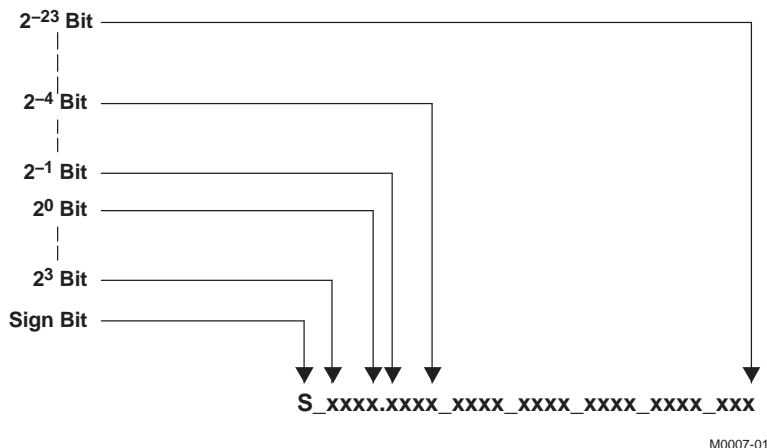 2–23 Bit
2–4 Bit
2–1 Bit
20 Bit
23 Bit
Sign Bit
S_xxxx.xxxx_xxxx_xxxx_xxxx_xxxx_xxx
M0007-01